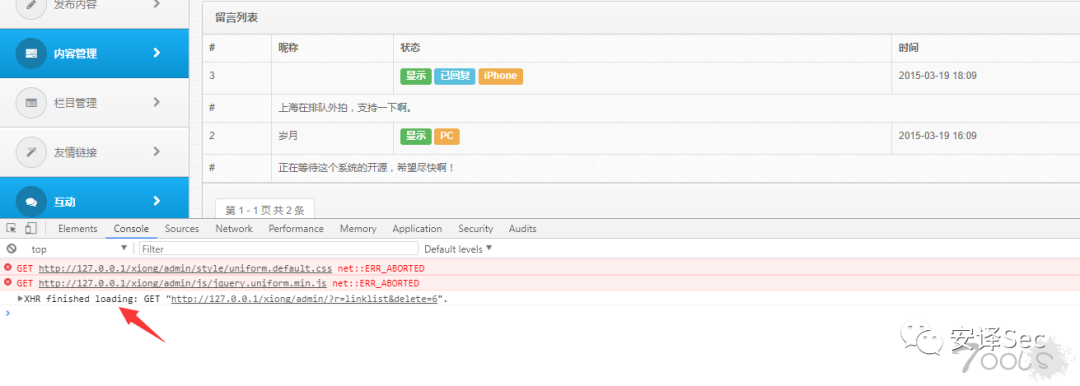 发布内容
内容管理
栏目管理
友情链接
互动
留言列表
# 昵称 状态 时间
3 显示 已回复 iPhone 2015-03-19 18:09
# 上海在排队外拍，支持一下啊。
2 岁月 显示 PC 2015-03-19 16:09
# 正在等待这个系统的开源，希望尽快啊！
第 1 - 1 页 共 2 条
Elements Console Sources Network Performance Memory Application Security Audits
top Filter Default levels
GET http://127.0.0.1/xiong/admin/style/uniform.default.css net::ERR_ABORTED
GET http://127.0.0.1/xiong/admin/js/jquery.uniform.min.js net::ERR_ABORTED
XHR finished loading: GET "http://127.0.0.1/xiong/admin/?r=linklist&delete=6".
安译Sec
7ools